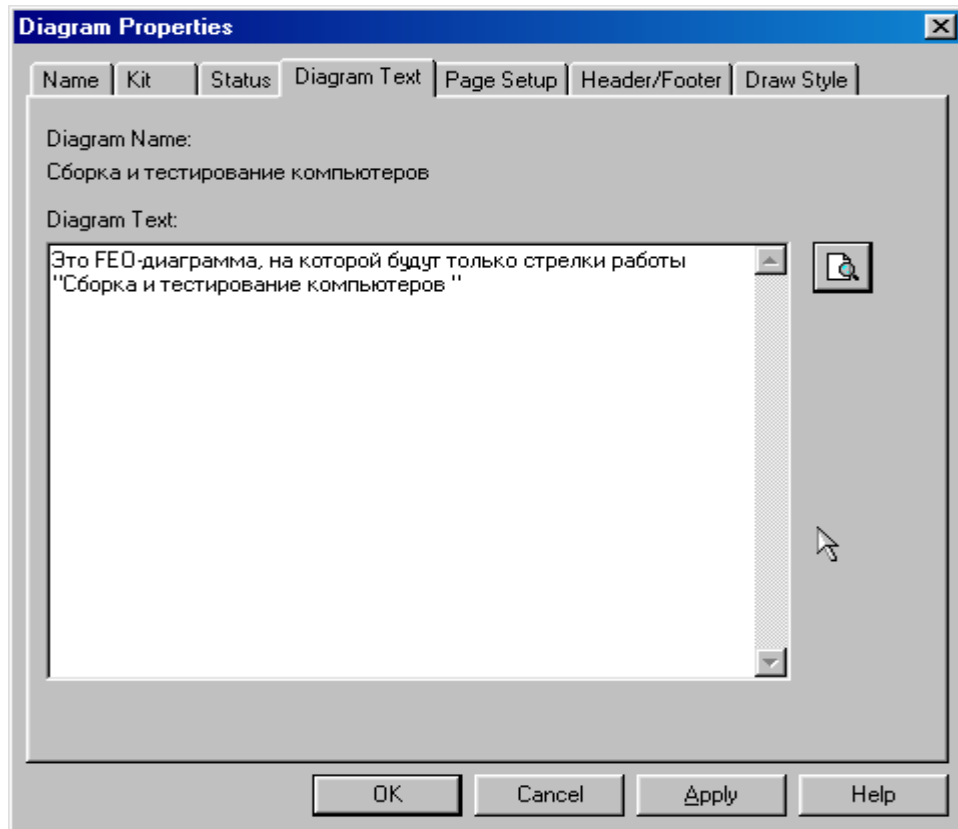 Diagram Properties
Name Kit Status Diagram Text Page Setup Header/Footer Draw Style
Diagram Name:
Сборка и тестирование компьютеров
Diagram Text:
Это FEO-диаграмма, на которой будут только стрелки работы
"Сборка и тестирование компьютеров "
OK Cancel Apply Help